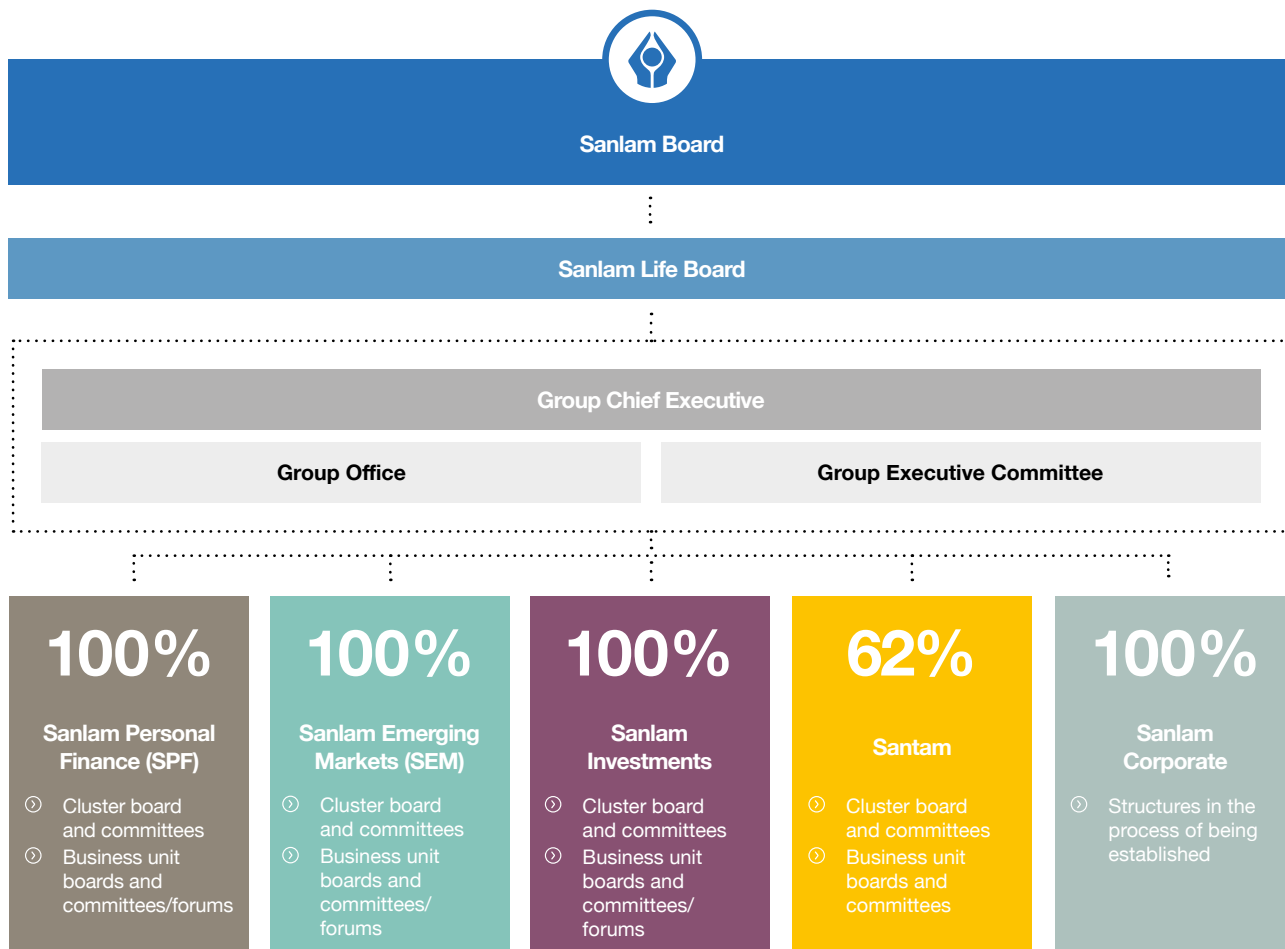 Sanlam Board
Sanlam Life Board
Group Chief Executive
Group Office
Group Executive Committee
100%
Sanlam Personal
Finance (SPF)
Cluster board
and committees
Business unit
boards and
committees/forums
100%
Sanlam Emerging
Markets (SEM)
Cluster board
and committees
Business unit
boards and
committees/
forums
100%
Sanlam
Investments
Cluster board
and committees
Business unit
boards and
committees/
forums
62%
Santam
Cluster board
and committees
Business unit
boards and
committees
100%
Sanlam
Corporate
Structures in the
process of being
established